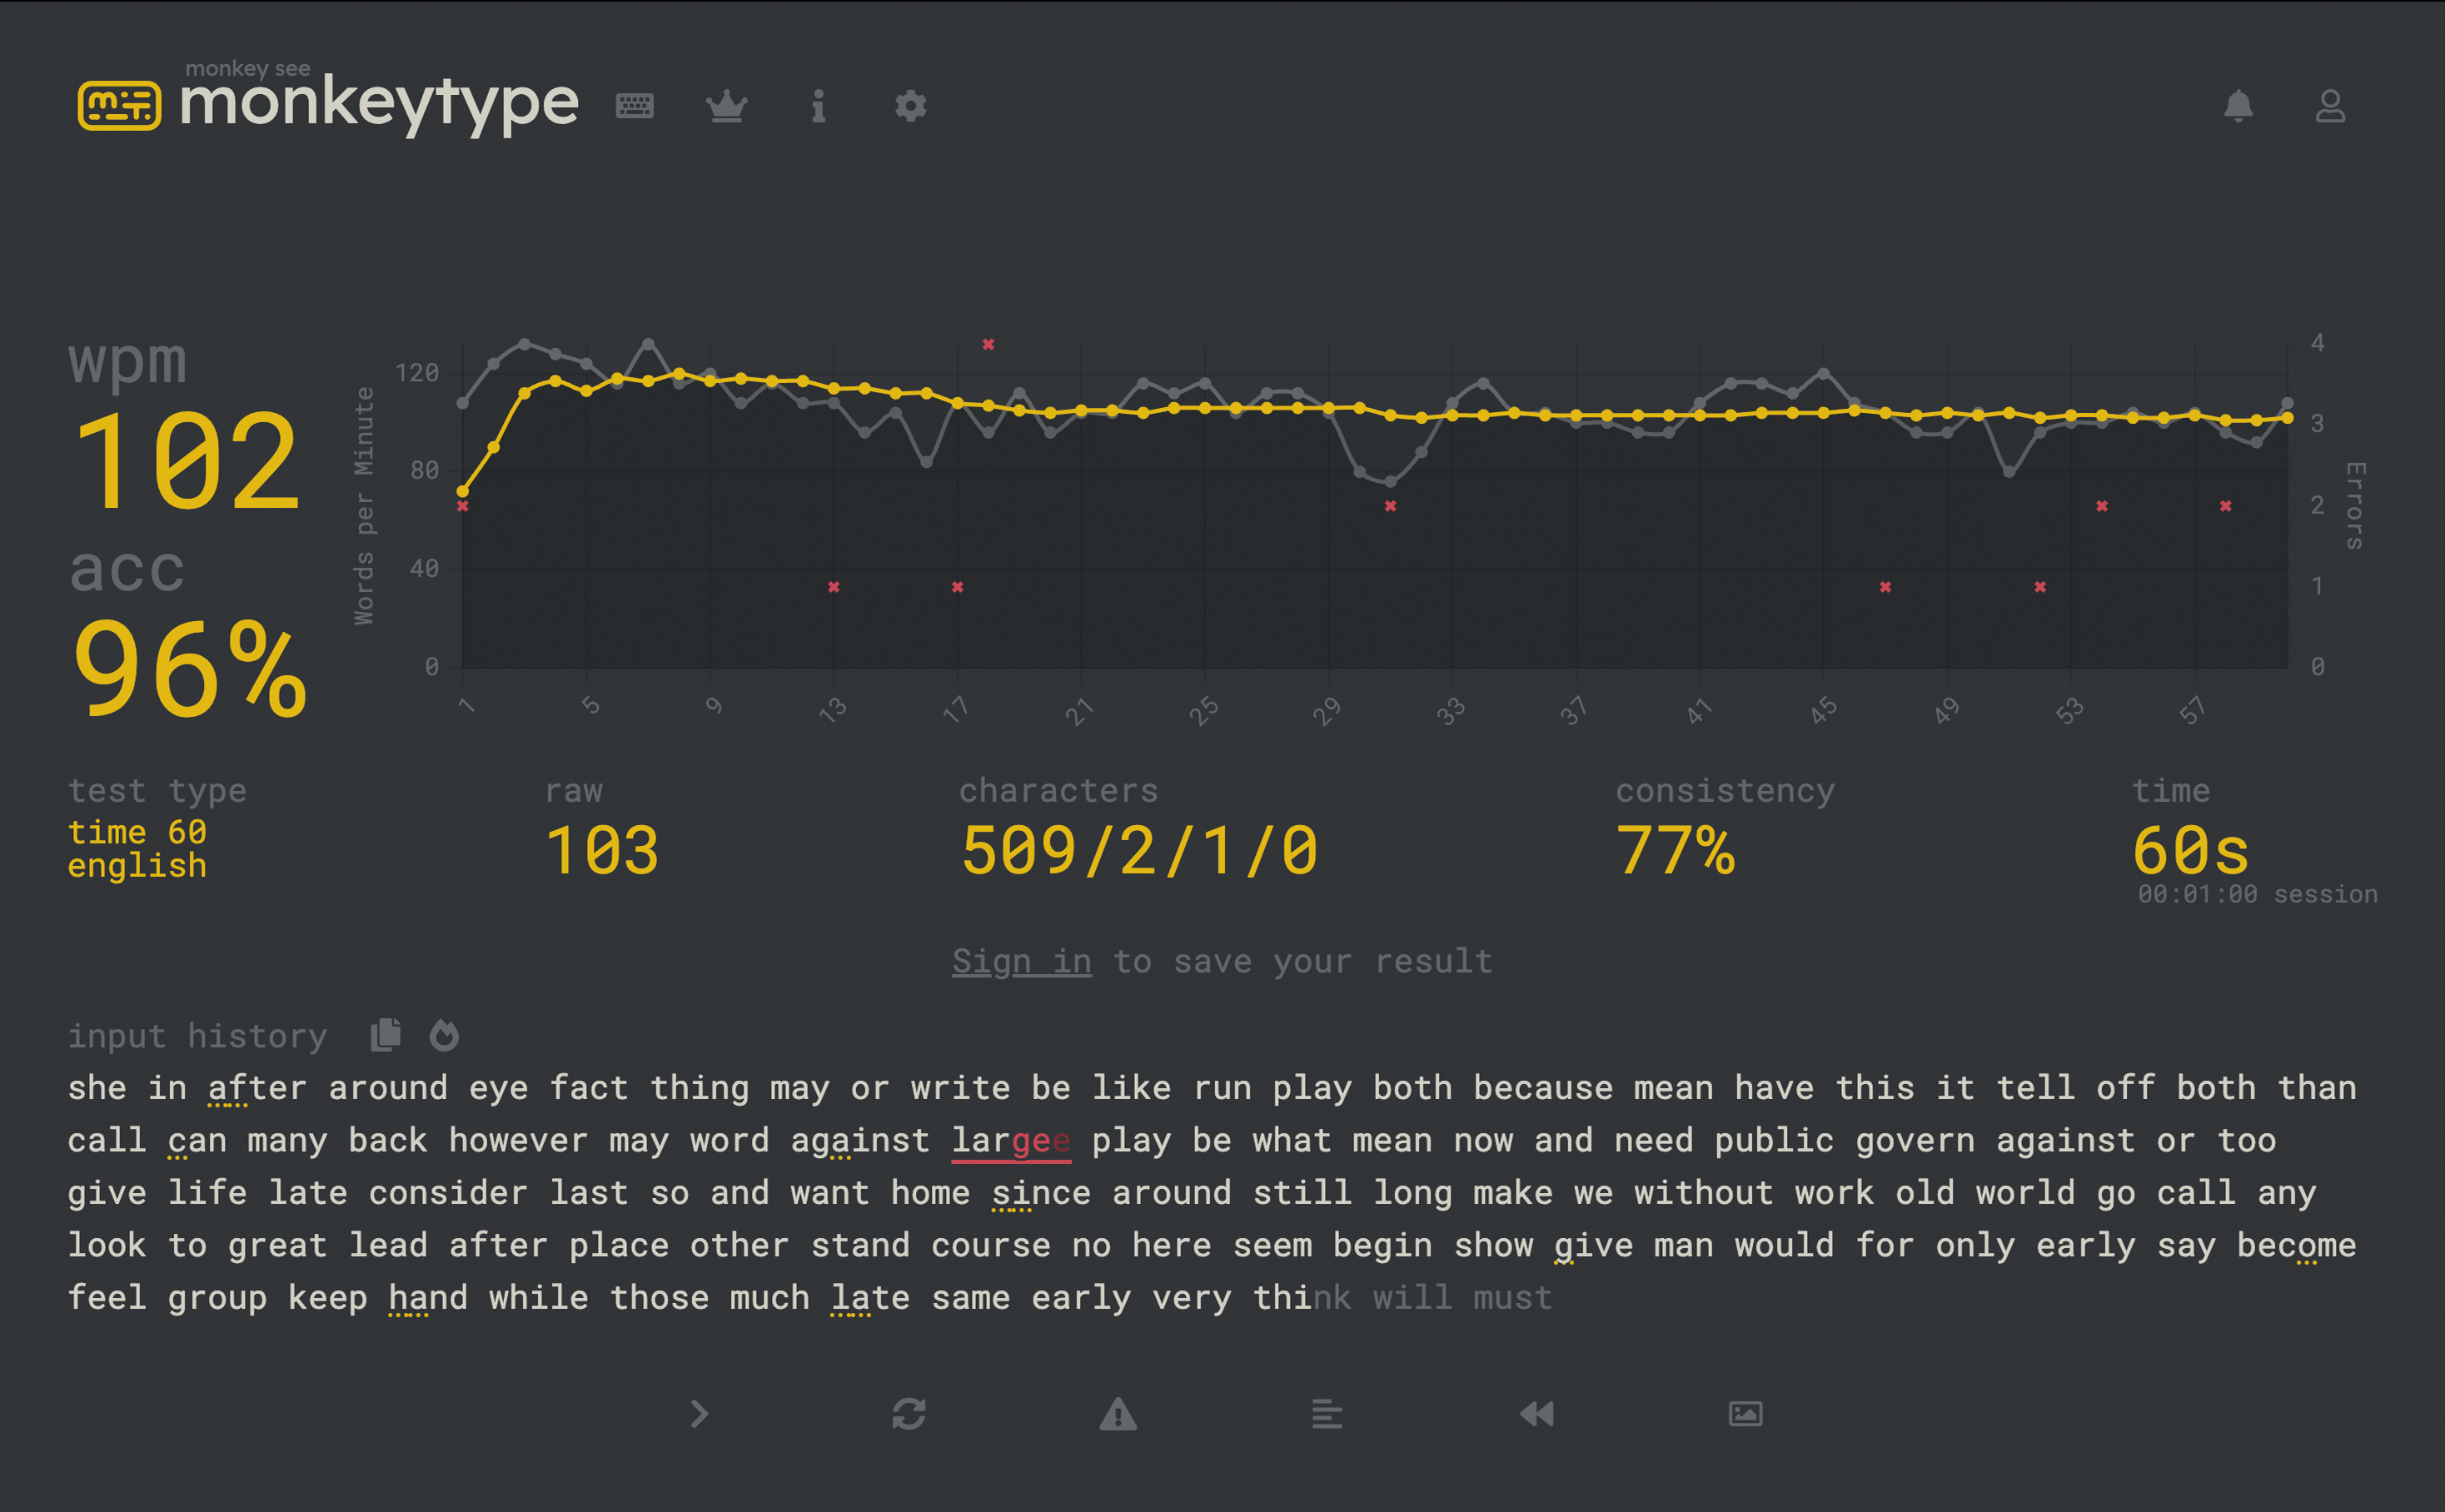 monkey see
monkeytype
wpm
102
acc
96%
Words per Minute
120
80
40
0
4
3
2
1
0
Errors
1 5 9 13 17 21 25 29 33 37 41 45 49 53 57
test type
time 60
english
raw
103
characters
509/2/1/0
consistency
77%
time
60s
00:01:00 session
Sign in to save your result
input history
she in after around eye fact thing may or write be like run play both because mean have this it tell off both than
call can many back however may word against largee play be what mean now and need public govern against or too
give life late consider last so and want home since around still long make we without work old world go call any
look to great lead after place other stand course no here seem begin show give man would for only early say become
feel group keep hand while those much late same early very think will must